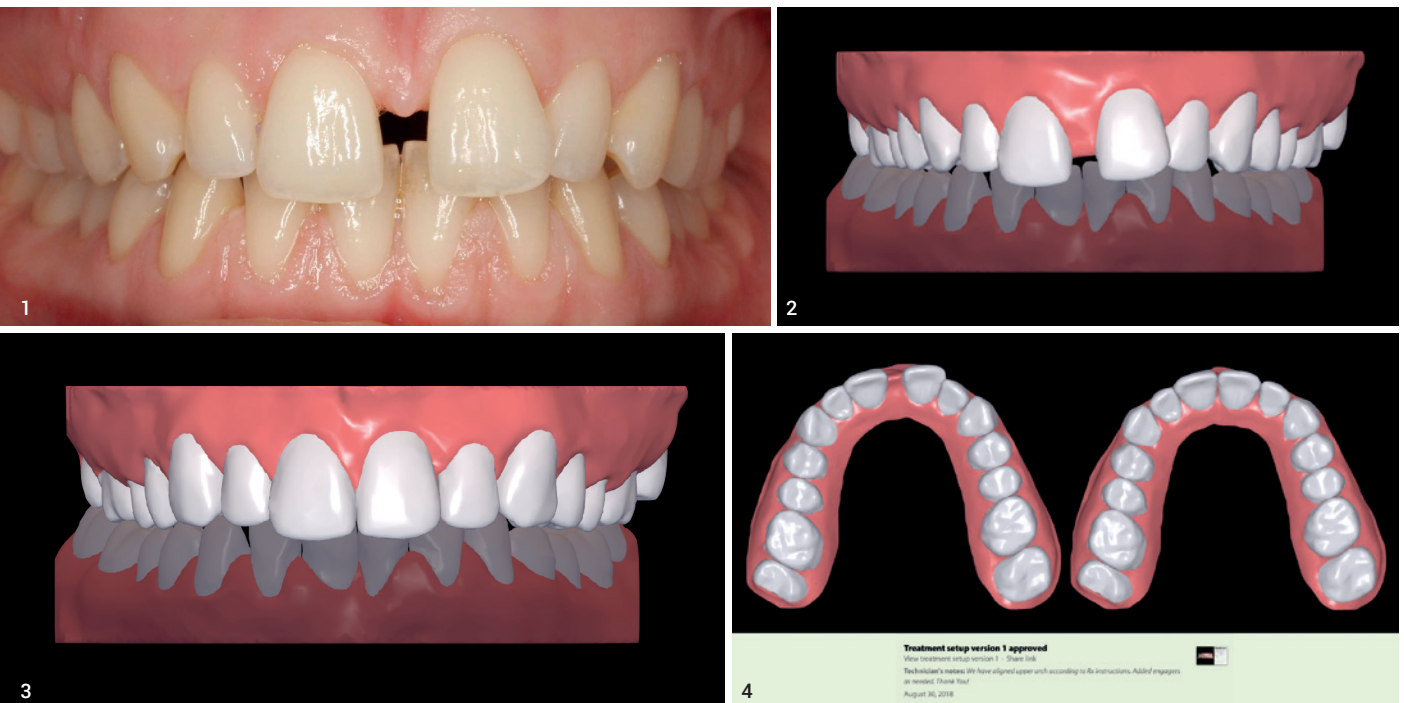 1
2
3
4
Treatment setup version 1 approved
View treatment setup version 1 - Share link
Technician's notes: We have aligned upper arch according to Rx instructions. Added engagers
as needed. Thank You!
August 30, 2018